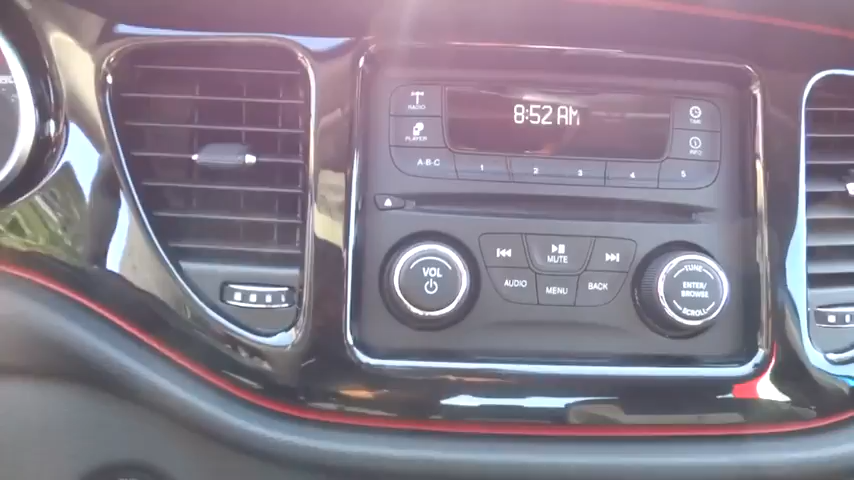 RADIO
8:52 AM
TIME
PLAYER
INFO
A-B-C
1 2 3 4 5
VOL
MUTE
AUDIO
MENU
BACK
TUNE
ENTER/
BROWSE
SCROLL